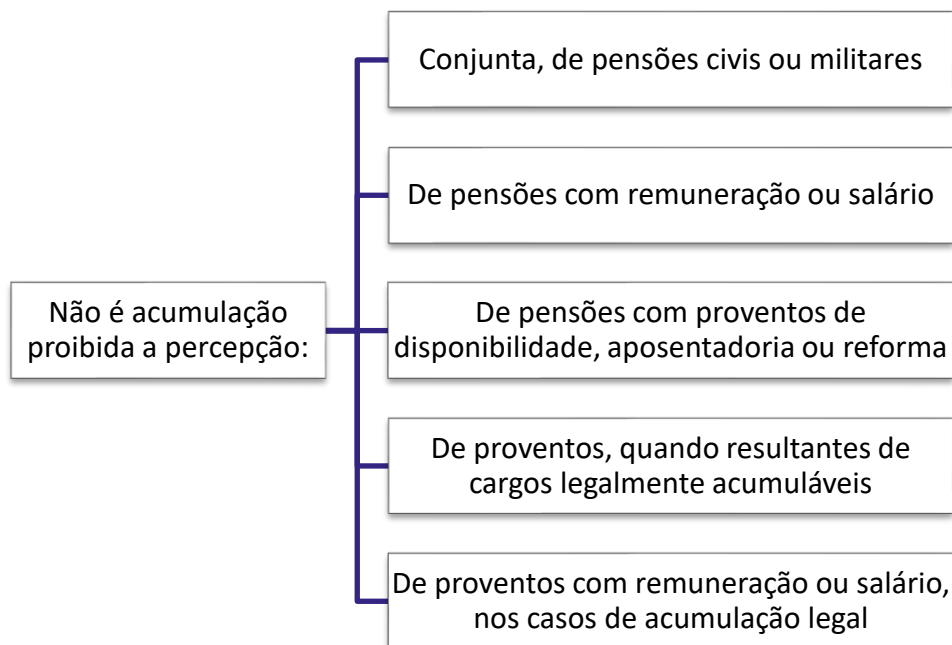 Não é acumulação
proibida a percepção:
Conjunta, de pensões civis ou militares
De pensões com remuneração ou salário
De pensões com proventos de
disponibilidade, aposentadoria ou reforma
De proventos, quando resultantes de
cargos legalmente acumuláveis
De proventos com remuneração ou salário,
nos casos de acumulação legal